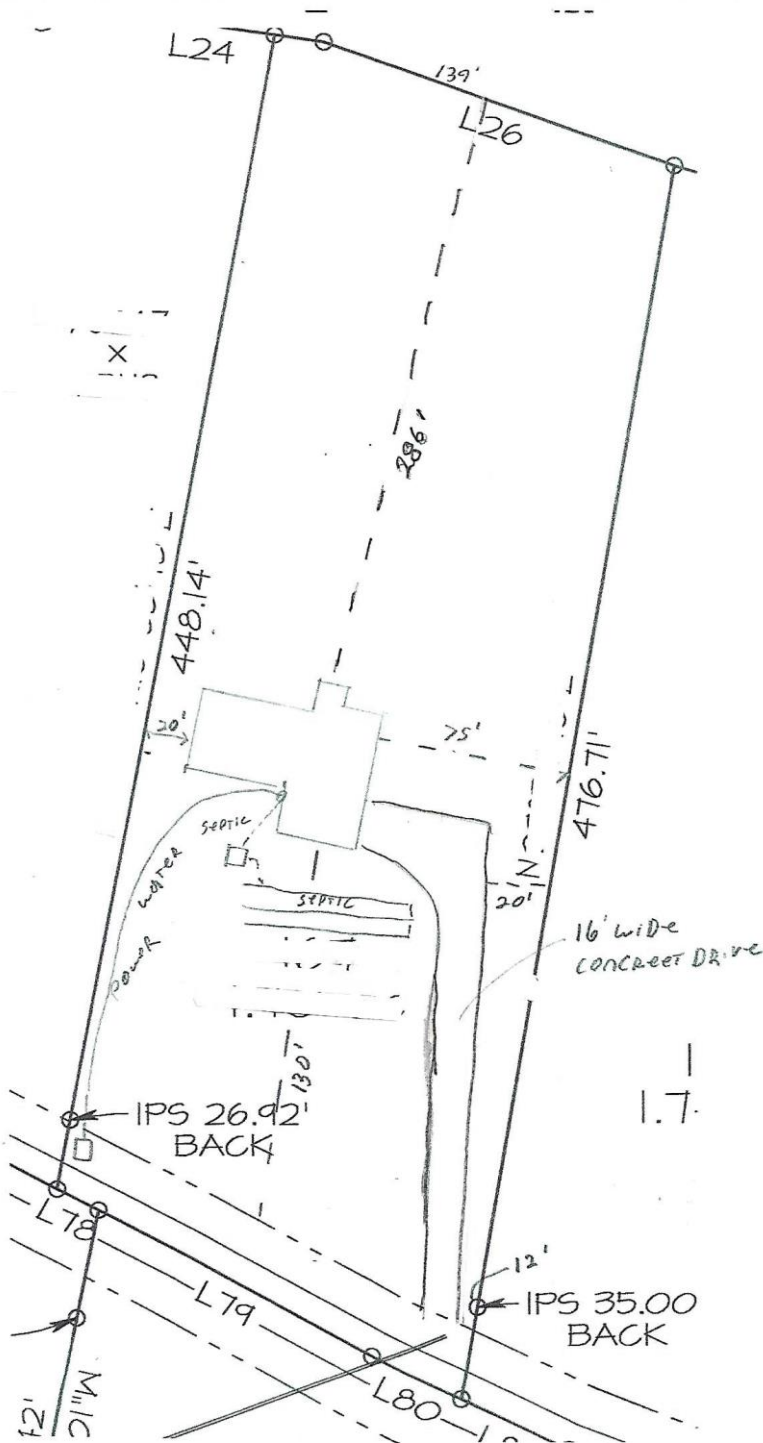 L24
139'
L26
X
286'
448.14'
20'
75'
476.71'
SEPTIC
WATER
POWER
SEPTIC
N
20'
16' WIDE
CONCREET DRIVE
130'
1.7
IPS 26.92'
BACK
L78
12'
L79
IPS 35.00
BACK
L80